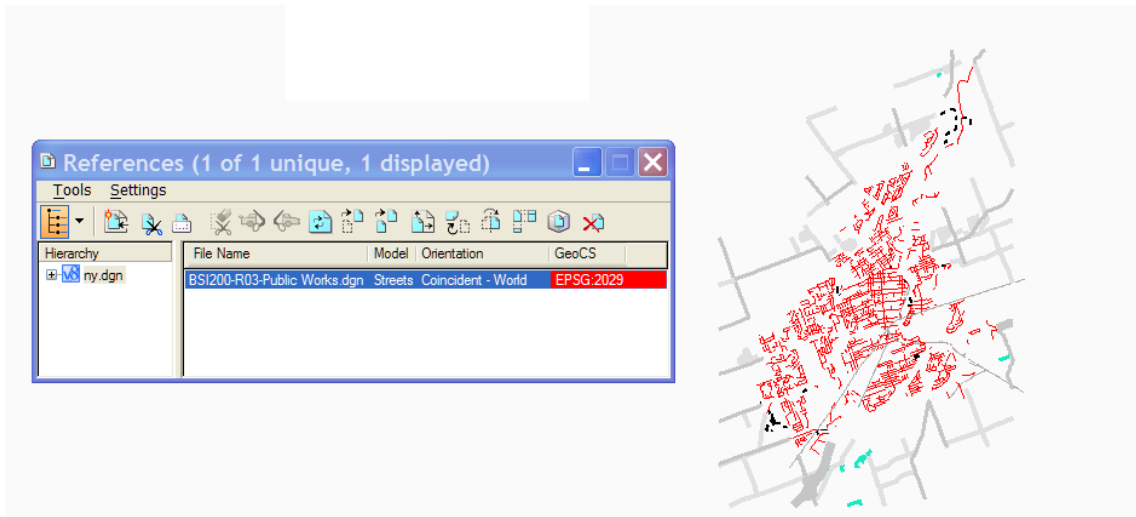 References (1 of 1 unique, 1 displayed)
Tools Settings
Hierarchy File Name Model Orientation GeoCS
V8 ny.dgn BSI200-R03-Public Works.dgn Streets Coincident - World EPSG:2029